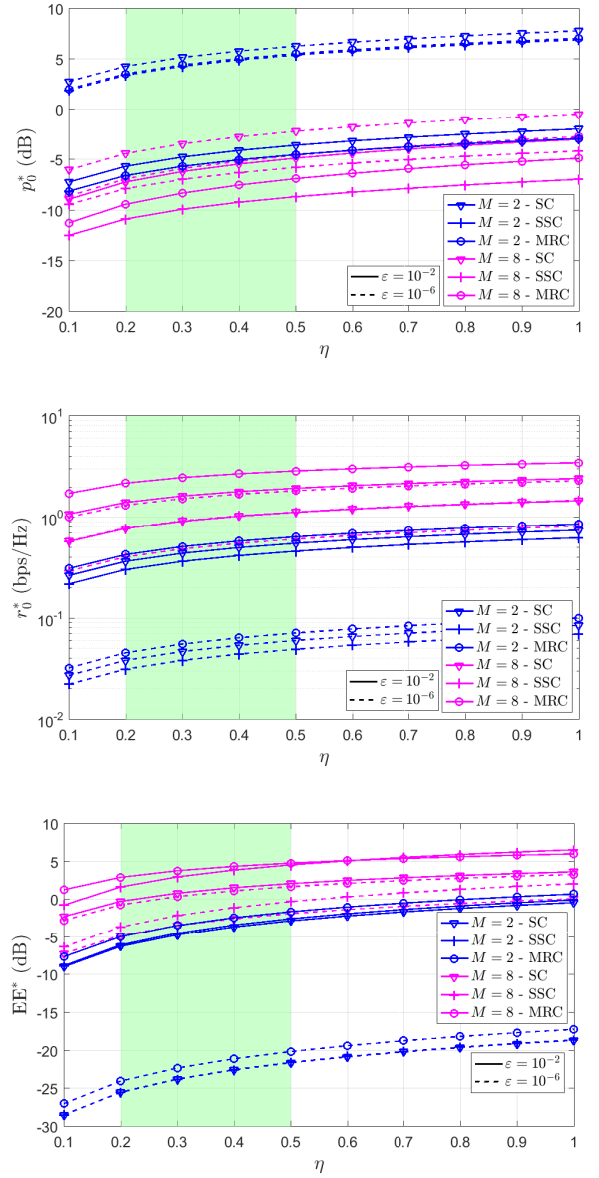 10
5
0
-5
-10
-15
-20
p₀* (dB)
M = 2 - SC
M = 2 - SSC
M = 2 - MRC
M = 8 - SC
M = 8 - SSC
M = 8 - MRC
ε = 10⁻²
ε = 10⁻⁶
0.1 0.2 0.3 0.4 0.5 0.6 0.7 0.8 0.9 1
η
10¹
10⁰
10⁻¹
10⁻²
r₀* (bps/Hz)
M = 2 - SC
M = 2 - SSC
M = 2 - MRC
M = 8 - SC
M = 8 - SSC
M = 8 - MRC
ε = 10⁻²
ε = 10⁻⁶
0.1 0.2 0.3 0.4 0.5 0.6 0.7 0.8 0.9 1
η
10
5
0
-5
-10
-15
-20
-25
-30
EE* (dB)
M = 2 - SC
M = 2 - SSC
M = 2 - MRC
M = 8 - SC
M = 8 - SSC
M = 8 - MRC
ε = 10⁻²
ε = 10⁻⁶
0.1 0.2 0.3 0.4 0.5 0.6 0.7 0.8 0.9 1
η